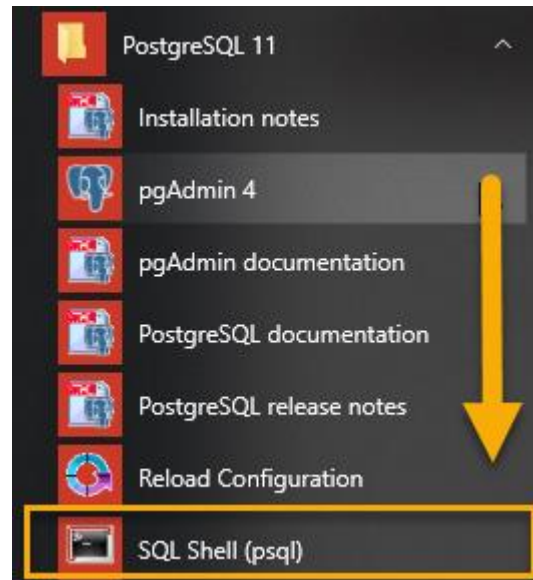 PostgreSQL 11
Installation notes
pgAdmin 4
pgAdmin documentation
PostgreSQL documentation
PostgreSQL release notes
Reload Configuration
SQL Shell (psql)